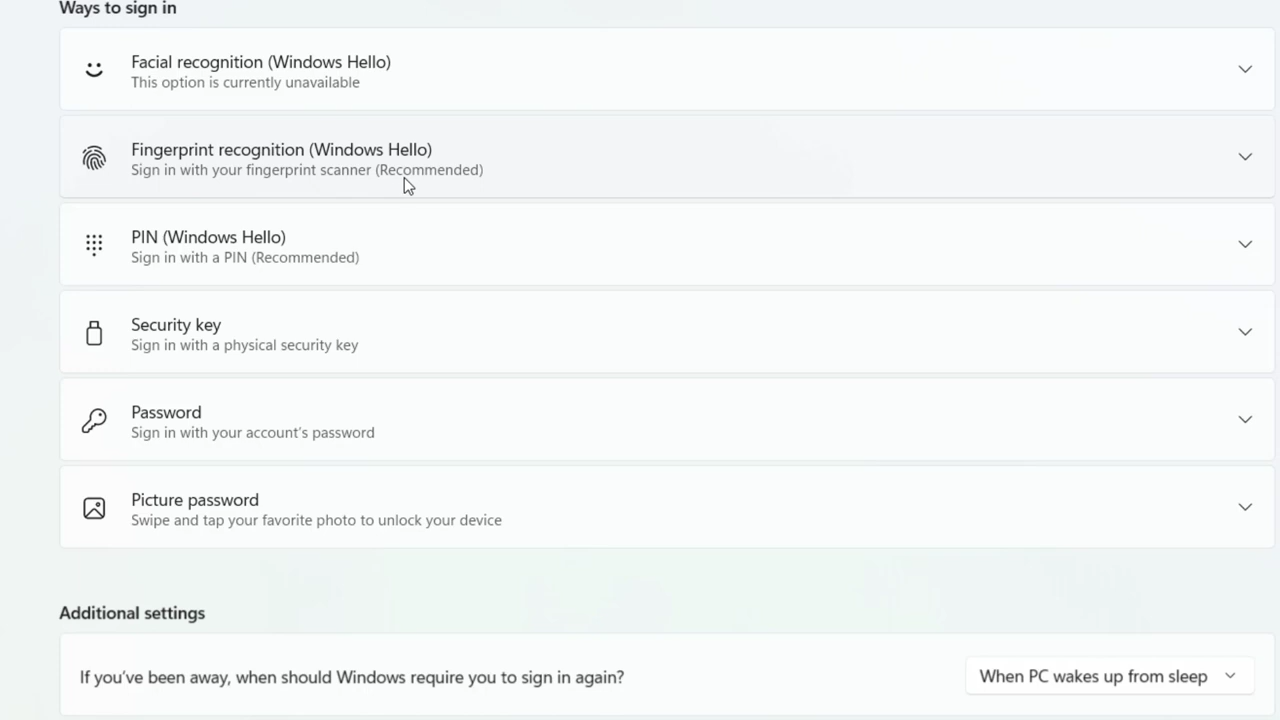 Ways to sign in
Facial recognition (Windows Hello)
This option is currently unavailable
Fingerprint recognition (Windows Hello)
Sign in with your fingerprint scanner (Recommended)
PIN (Windows Hello)
Sign in with a PIN (Recommended)
Security key
Sign in with a physical security key
Password
Sign in with your account's password
Picture password
Swipe and tap your favorite photo to unlock your device
Additional settings
If you've been away, when should Windows require you to sign in again?
When PC wakes up from sleep